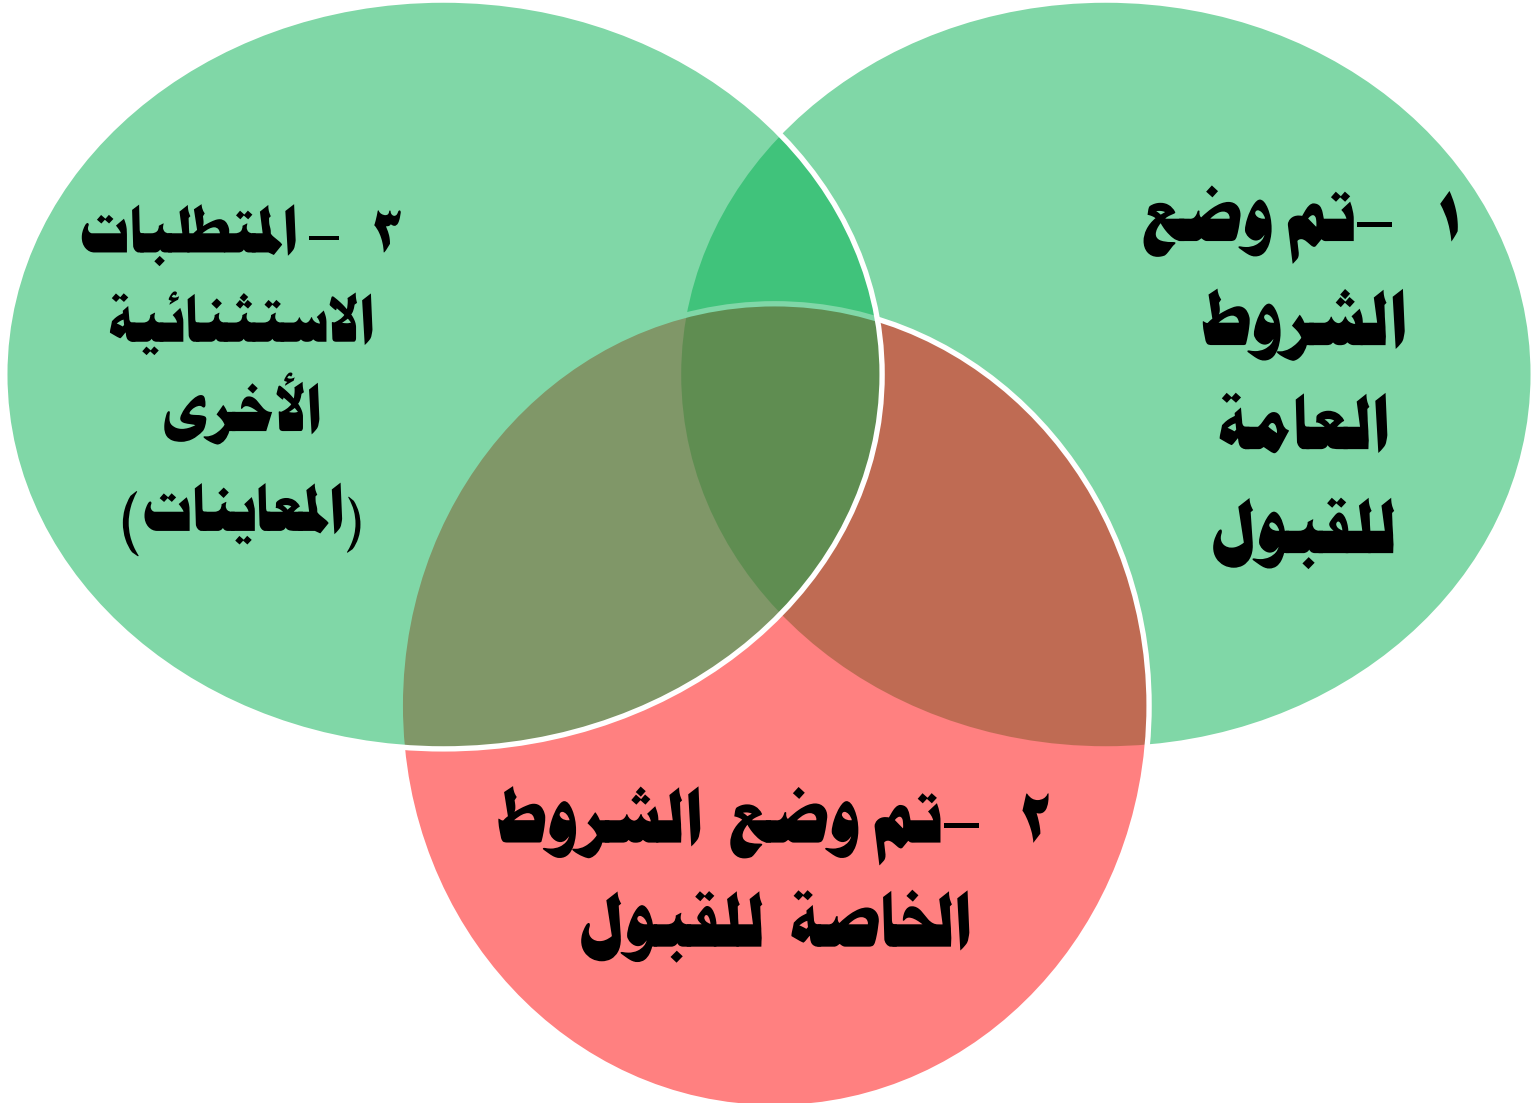 ١ –تم وضع
الشروط
العامة
للقبول
٢ –تم وضع الشروط
الخاصة للقبول
٣ –المتطلبات
الاستثنائية
الأخرى
(المعاينات)